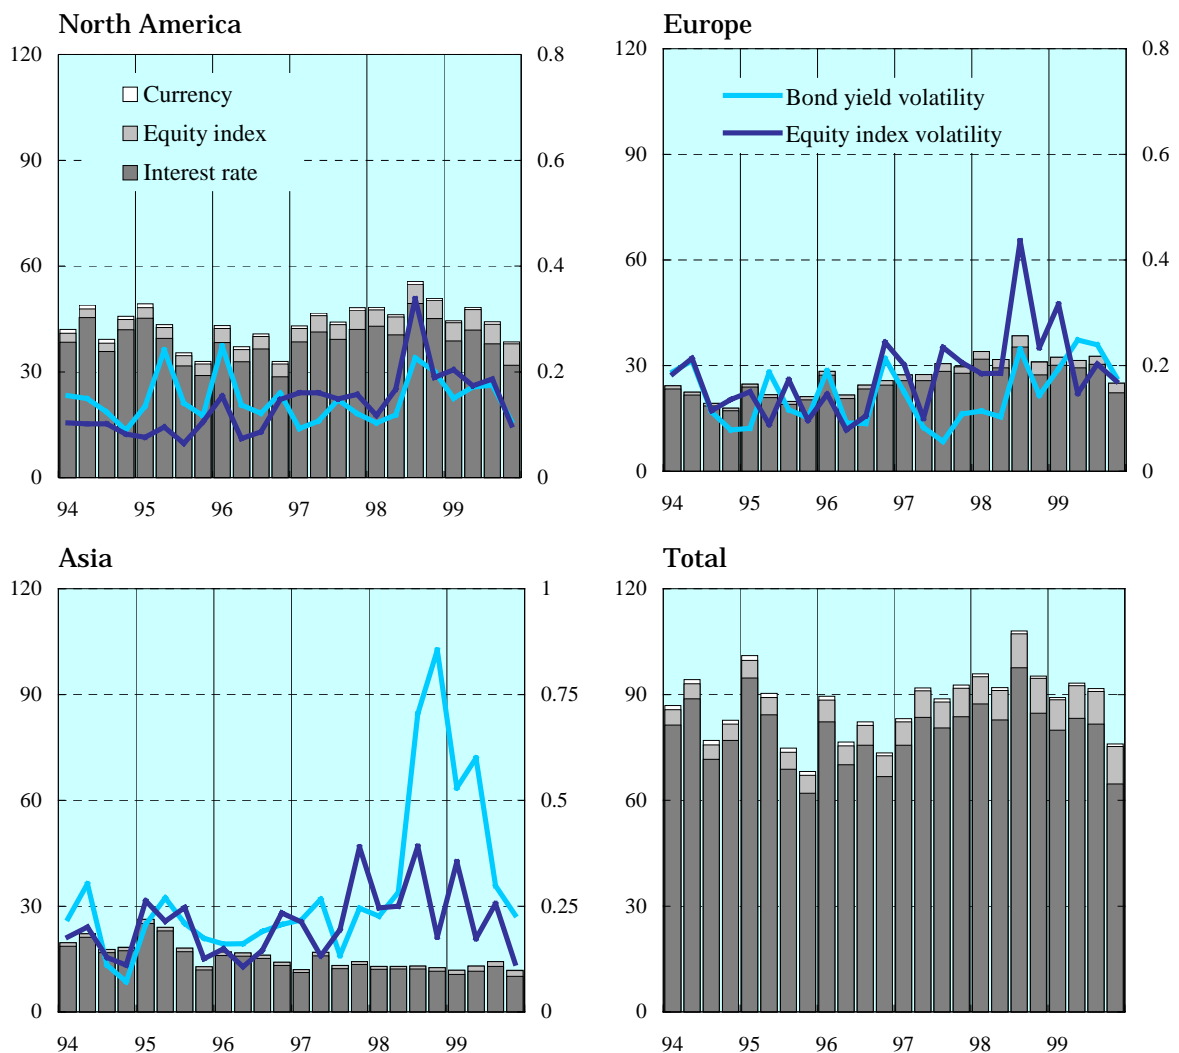 North America
120
0.8
Currency
Equity index
Interest rate
90
0.6
60
0.4
30
0.2
0
0
94 95 96 97 98 99
Europe
120
0.8
Bond yield volatility
Equity index volatility
90
0.6
60
0.4
30
0.2
0
0
94 95 96 97 98 99
Asia
120
1
90
0.75
60
0.5
30
0.25
0
0
94 95 96 97 98 99
Total
120
90
60
30
0
94 95 96 97 98 99